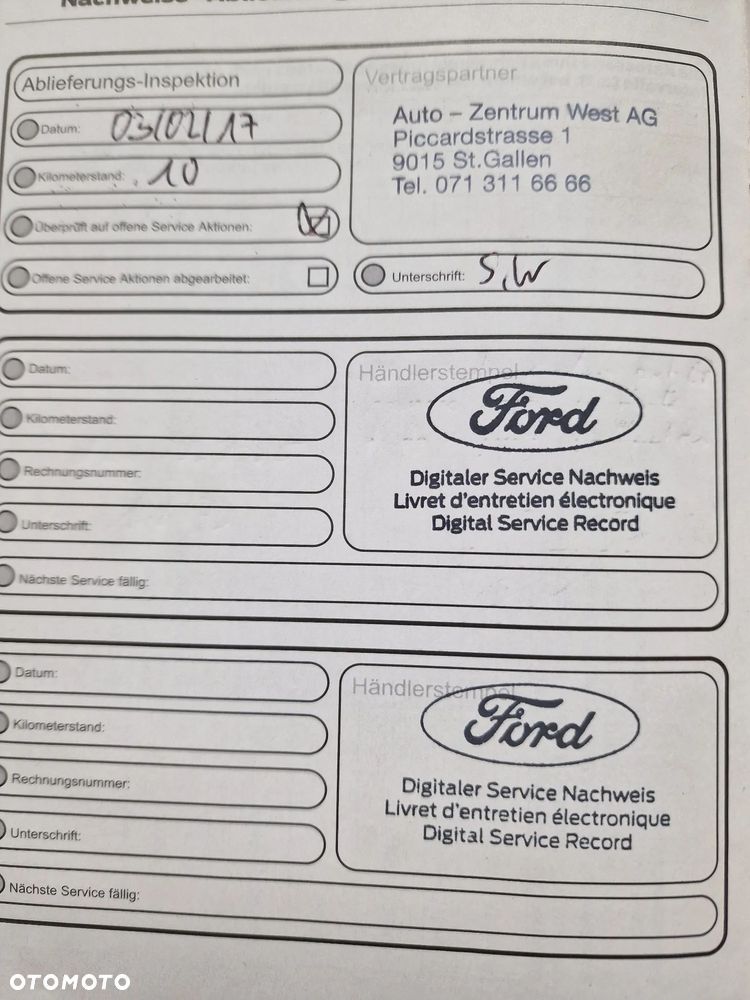 Ablieferungs-Inspektion
Vertragspartner
Datum: 03/02/17
Auto – Zentrum West AG
Piccardstrasse 1
9015 St.Gallen
Tel. 071 311 66 66
Kilometerstand: 10
Überprüft auf offene Service Aktionen:
Offene Service Aktionen abgearbeitet:
Unterschrift: S,W
Datum:
Kilometerstand:
Rechnungsnummer:
Unterschrift:
Nächste Service fällig:
Händlerstempel
Ford
Digitaler Service Nachweis
Livret d'entretien électronique
Digital Service Record
Datum:
Kilometerstand:
Rechnungsnummer:
Unterschrift:
Nächste Service fällig:
Händlerstempel
Ford
Digitaler Service Nachweis
Livret d'entretien électronique
Digital Service Record
OTOMOTO